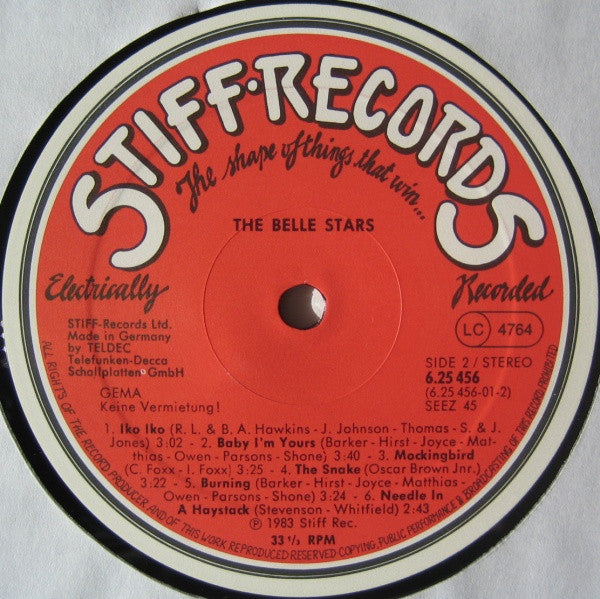 STIFF·RECORDS
The shape of things that win...
THE BELLE STARS
Electrically
Recorded
STIFF-Records Ltd.
Made in Germany
by TELDEC
Telefunken-Decca
Schallplatten GmbH
LC 4764
SIDE 2 / STEREO
6.25 456
(6.25 456-01-2)
SEEZ 45
GEMA
Keine Vermietung!
1. Iko Iko (R. L. & B. A. Hawkins - J. Johnson - Thomas - S. & J.
Jones) 3:02 - 2. Baby I'm Yours (Barker - Hirst - Joyce - Mat-
thias - Owen - Parsons - Shone) 3:40 - 3. Mockingbird
(C. Foxx - I. Foxx) 3:25 - 4. The Snake (Oscar Brown Jnr.)
3:22 - 5. Burning (Barker - Hirst - Joyce - Matthias -
Owen - Parsons - Shone) 3:24 - 6. Needle In
A Haystack (Stevenson - Whitfield) 2:43
℗ 1983 Stiff Rec.
33 1/3 RPM
ALL RIGHTS OF THE RECORD PRODUCER AND OF THIS WORK REPRODUCED RESERVED COPYING, PUBLIC PERFORMANCE & BROADCASTING OF THIS RECORD PROHIBITED